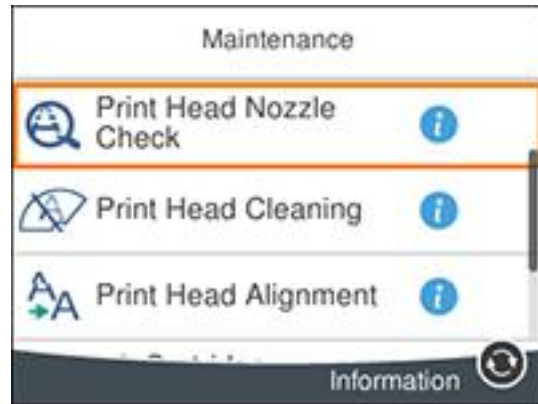 Maintenance
Print Head Nozzle
Check
Print Head Cleaning
Print Head Alignment
Information